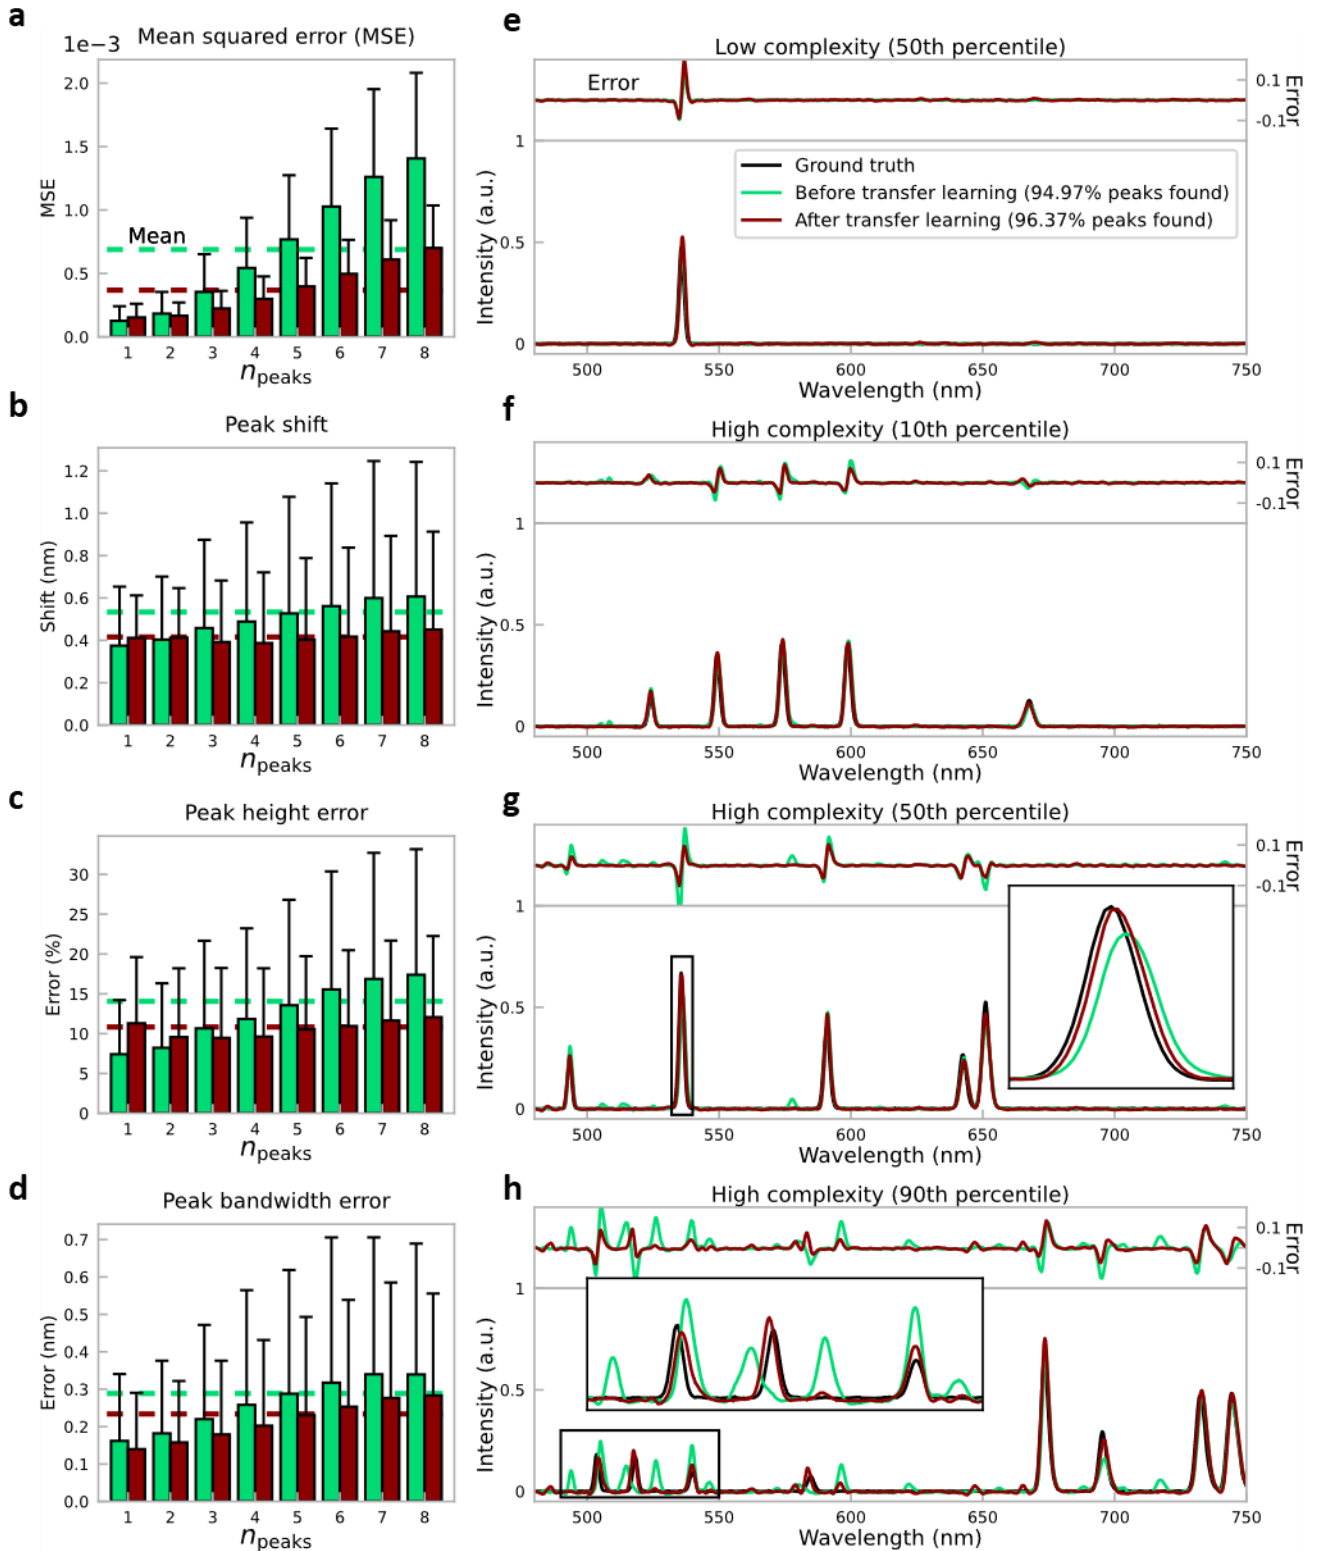 a
Mean squared error (MSE)
1e−3
2.0
1.5
1.0
0.5
0.0
MSE
Mean
1 2 3 4 5 6 7 8
n peaks
b
Peak shift
1.2
1.0
0.8
0.6
0.4
0.2
0.0
Shift (nm)
1 2 3 4 5 6 7 8
n peaks
c
Peak height error
30
25
20
15
10
5
0
Error (%)
1 2 3 4 5 6 7 8
n peaks
d
Peak bandwidth error
0.7
0.6
0.5
0.4
0.3
0.2
0.1
0.0
Error (nm)
1 2 3 4 5 6 7 8
n peaks
e
Low complexity (50th percentile)
Error
0.1
-0.1
Error
1
0.5
0
Intensity (a.u.)
Ground truth
Before transfer learning (94.97% peaks found)
After transfer learning (96.37% peaks found)
500 550 600 650 700 750
Wavelength (nm)
f
High complexity (10th percentile)
0.1
-0.1
Error
1
0.5
0
Intensity (a.u.)
500 550 600 650 700 750
Wavelength (nm)
g
High complexity (50th percentile)
0.1
-0.1
Error
1
0.5
0
Intensity (a.u.)
500 550 600 650 700 750
Wavelength (nm)
h
High complexity (90th percentile)
0.1
-0.1
Error
1
0.5
0
Intensity (a.u.)
500 550 600 650 700 750
Wavelength (nm)